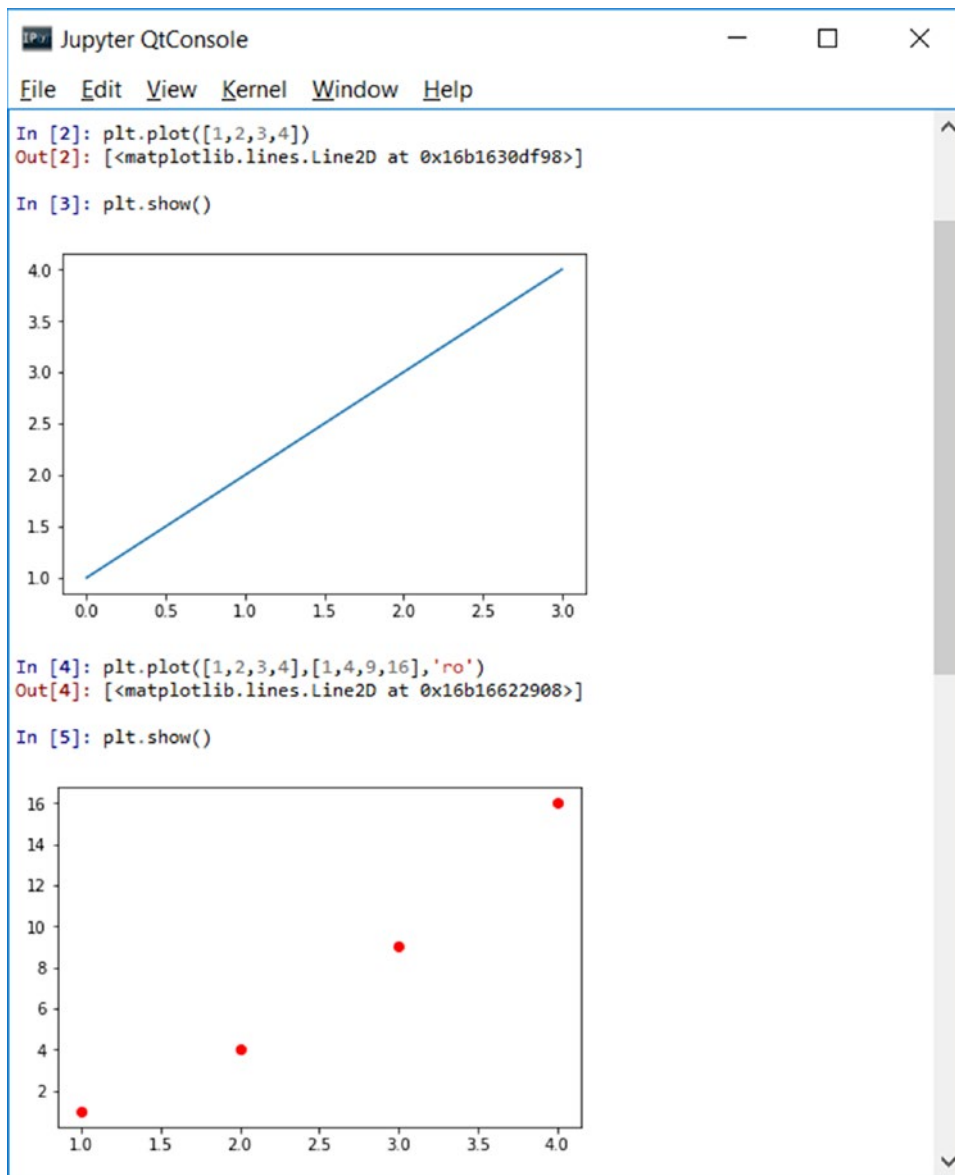 IP[y] Jupyter QtConsole
File Edit View Kernel Window Help
In [2]: plt.plot([1,2,3,4])
Out[2]: [<matplotlib.lines.Line2D at 0x16b1630df98>]
In [3]: plt.show()
4.0
3.5
3.0
2.5
2.0
1.5
1.0
0.0 0.5 1.0 1.5 2.0 2.5 3.0
In [4]: plt.plot([1,2,3,4],[1,4,9,16],'ro')
Out[4]: [<matplotlib.lines.Line2D at 0x16b16622908>]
In [5]: plt.show()
16
14
12
10
8
6
4
2
1.0 1.5 2.0 2.5 3.0 3.5 4.0